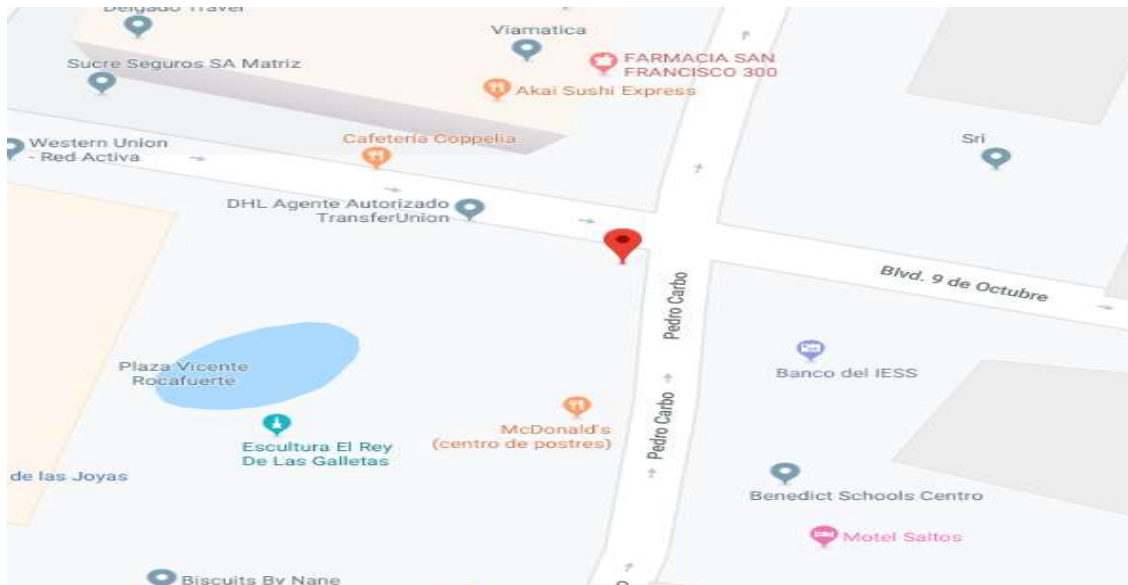 Delgado Travel
Viamatica
FARMACIA SAN
FRANCISCO 300
Sucre Seguros SA Matriz
Akai Sushi Express
Western Union
- Red Activa
Cafetería Coppelia
Sri
DHL Agente Autorizado
TransferUnion
Blvd. 9 de Octubre
Pedro Carbo
Plaza Vicente
Rocafuerte
Banco del IESS
McDonald's
(centro de postres)
Pedro Carbo
Escultura El Rey
De Las Galletas
de las Joyas
Benedict Schools Centro
Motel Saltos
Biscuits By Nane